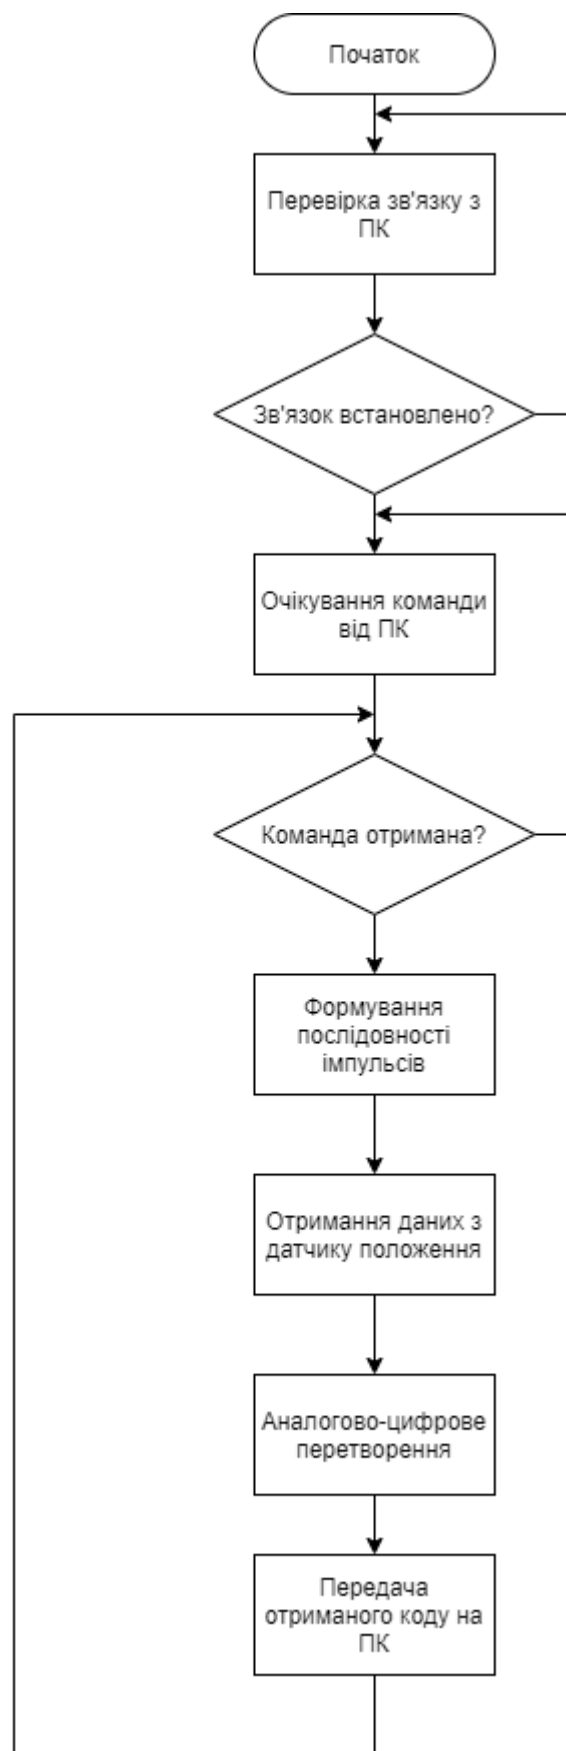 Початок
Перевірка зв'язку з
ПК
Зв'язок встановлено?
Очікування команди
від ПК
Команда отримана?
Формування
послідовності
імпульсів
Отримання даних з
датчику положення
Аналогово-цифрове
перетворення
Передача
отриманого коду на
ПК